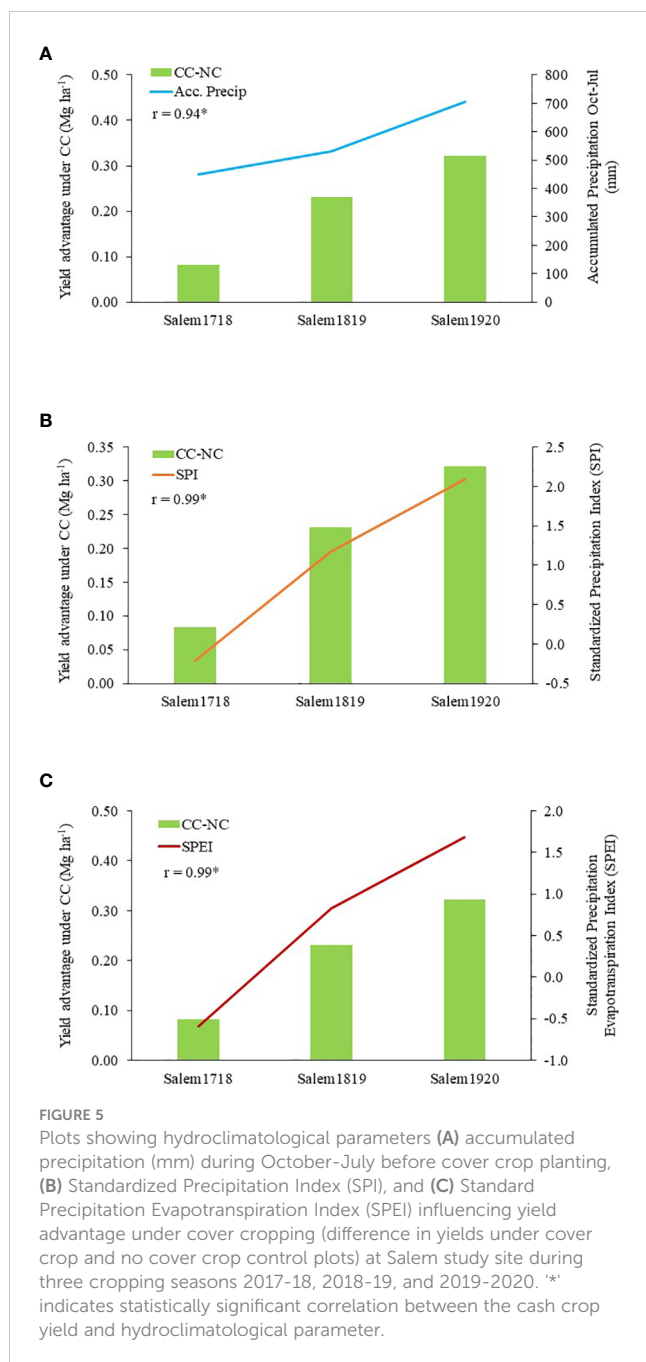 A
0.50
0.40
0.30
0.20
0.10
0.00
Yield advantage under CC (Mg ha-1)
CC-NC
Acc. Precip
r = 0.94*
800
700
600
500
400
300
200
100
0
Accumulated Precipitation Oct-Jul
(mm)
Salem1718 Salem1819 Salem1920
B
0.35
0.30
0.25
0.20
0.15
0.10
0.05
0.00
Yield advantage under CC (Mg ha-1)
CC-NC
SPI
r = 0.99*
2.5
2.0
1.5
1.0
0.5
0.0
-0.5
Standardized Precipitation Index (SPI)
Salem1718 Salem1819 Salem1920
C
0.50
0.40
0.30
0.20
0.10
0.00
Yield advantage under CC (Mg ha-1)
CC-NC
SPEI
r = 0.99*
2.0
1.5
1.0
0.5
0.0
-0.5
-1.0
Standardized Precipitation
Evapotranspiration Index (SPEI)
Salem1718 Salem1819 Salem1920
FIGURE 5
Plots showing hydroclimatological parameters (A) accumulated
precipitation (mm) during October-July before cover crop planting,
(B) Standardized Precipitation Index (SPI), and (C) Standard
Precipitation Evapotranspiration Index (SPEI) influencing yield
advantage under cover cropping (difference in yields under cover
crop and no cover crop control plots) at Salem study site during
three cropping seasons 2017-18, 2018-19, and 2019-2020. '*'
indicates statistically significant correlation between the cash crop
yield and hydroclimatological parameter.